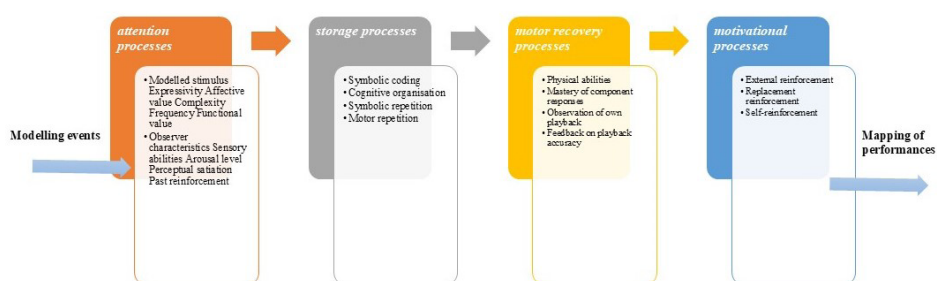 attention
processes
storage processes
motor recovery
processes
motivational
processes
Modelling events
• Modelled stimulus
Expressivity Affective
value Complexity
Frequency Functional
value
• Observer
characteristics Sensory
abilities Arousal level
Perceptual satiation
Past reinforcement
• Symbolic coding
• Cognitive organisation
• Symbolic repetition
• Motor repetition
• Physical abilities
• Mastery of component
responses
• Observation of own
playback
• Feedback on playback
accuracy
• External reinforcement
• Replacement
reinforcement
• Self-reinforcement
Mapping of
performances